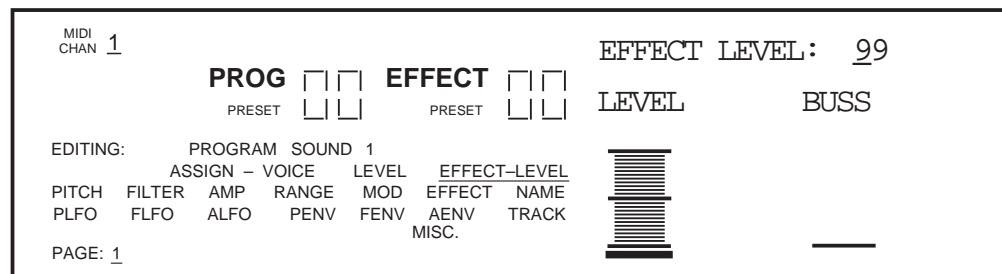 MIDI
CHAN 1
EFFECT LEVEL: 99
PROG 00 EFFECT 00
PRESET PRESET
LEVEL BUSS
EDITING: PROGRAM SOUND 1
ASSIGN – VOICE LEVEL EFFECT–LEVEL
PITCH FILTER AMP RANGE MOD EFFECT NAME
PLFO FLFO ALFO PENV FENV AENV TRACK
MISC.
PAGE: 1